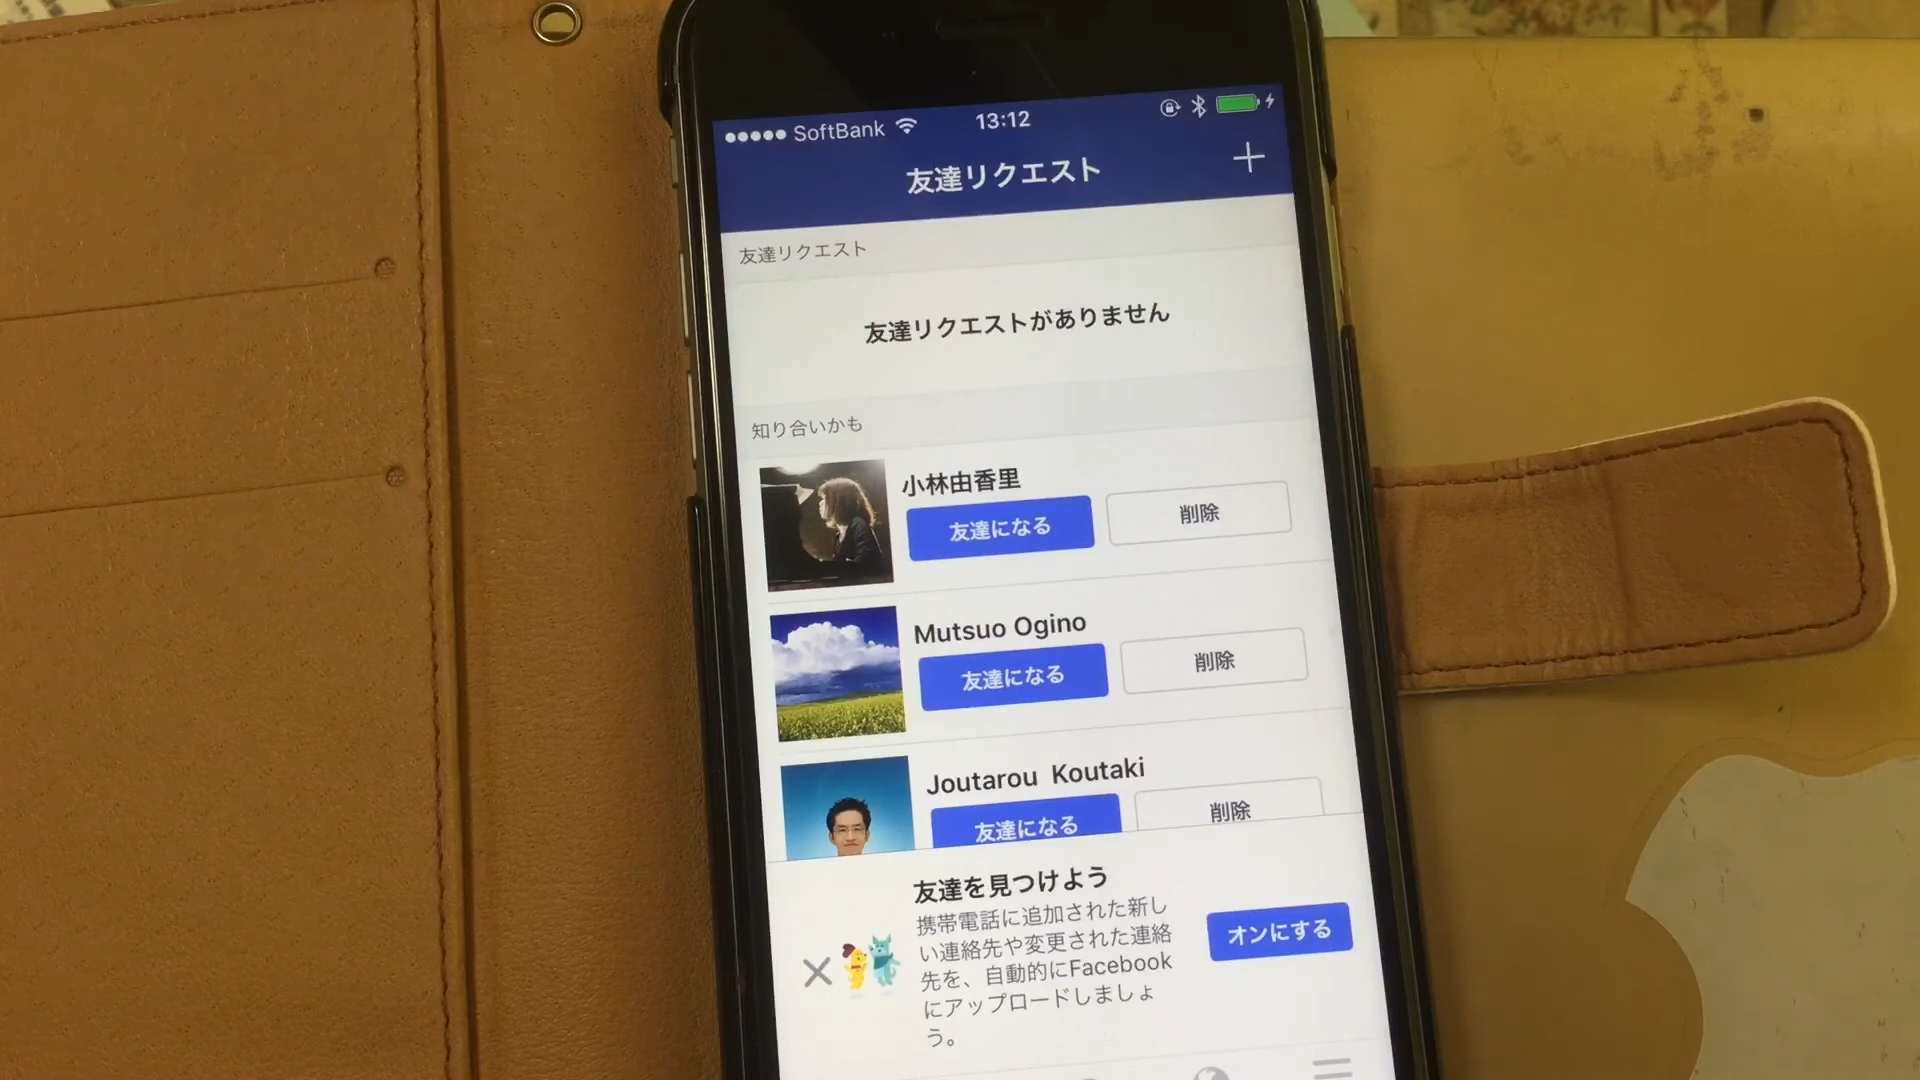 SoftBank 13:12
友達リクエスト
友達リクエスト
友達リクエストがありません
知り合いかも
小林由香里
友達になる 削除
Mutsuo Ogino
友達になる 削除
Joutarou Koutaki
友達になる 削除
友達を見つけよう
携帯電話に追加された新し
い連絡先や変更された連絡
先を、自動的にFacebook
にアップロードしましょ
う。
オンにする